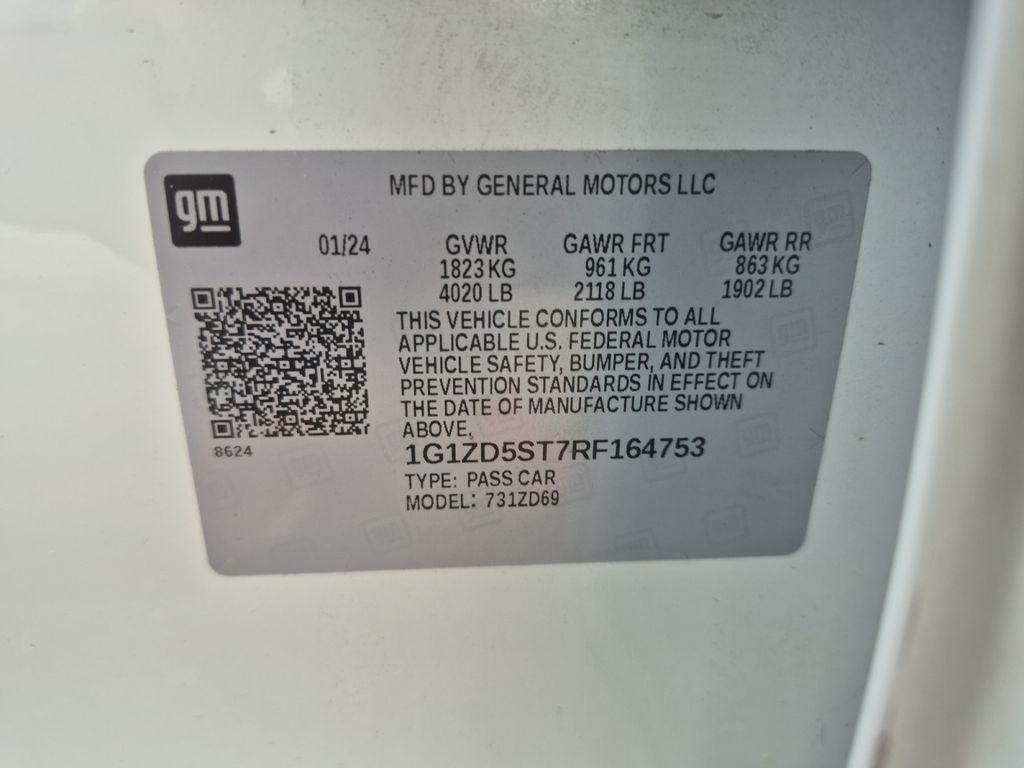 gm
MFD BY GENERAL MOTORS LLC
01/24 GVWR GAWR FRT GAWR RR
1823 KG 961 KG 863 KG
4020 LB 2118 LB 1902 LB
THIS VEHICLE CONFORMS TO ALL
APPLICABLE U.S. FEDERAL MOTOR
VEHICLE SAFETY, BUMPER, AND THEFT
PREVENTION STANDARDS IN EFFECT ON
THE DATE OF MANUFACTURE SHOWN
ABOVE.
8624
1G1ZD5ST7RF164753
TYPE: PASS CAR
MODEL: 731ZD69